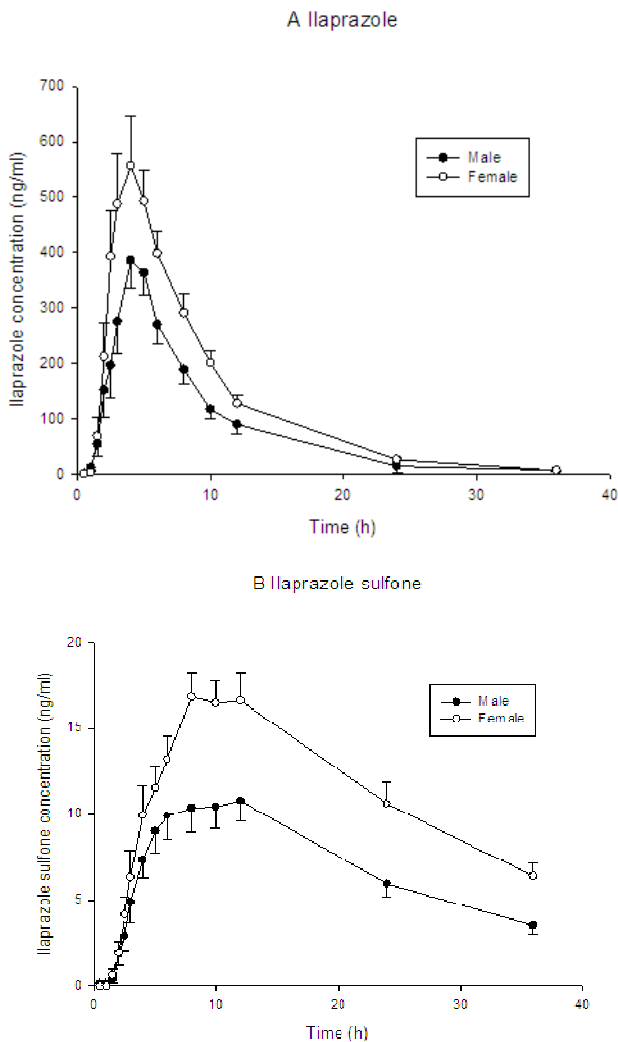 A Ilaprazole
700
600
500
400
300
200
100
0
Ilaprazole concentration (ng/ml)
Male
Female
0 10 20 30 40
Time (h)
B Ilaprazole sulfone
20
15
10
5
0
Ilaprazole sulfone concentration (ng/ml)
Male
Female
0 10 20 30 40
Time (h)